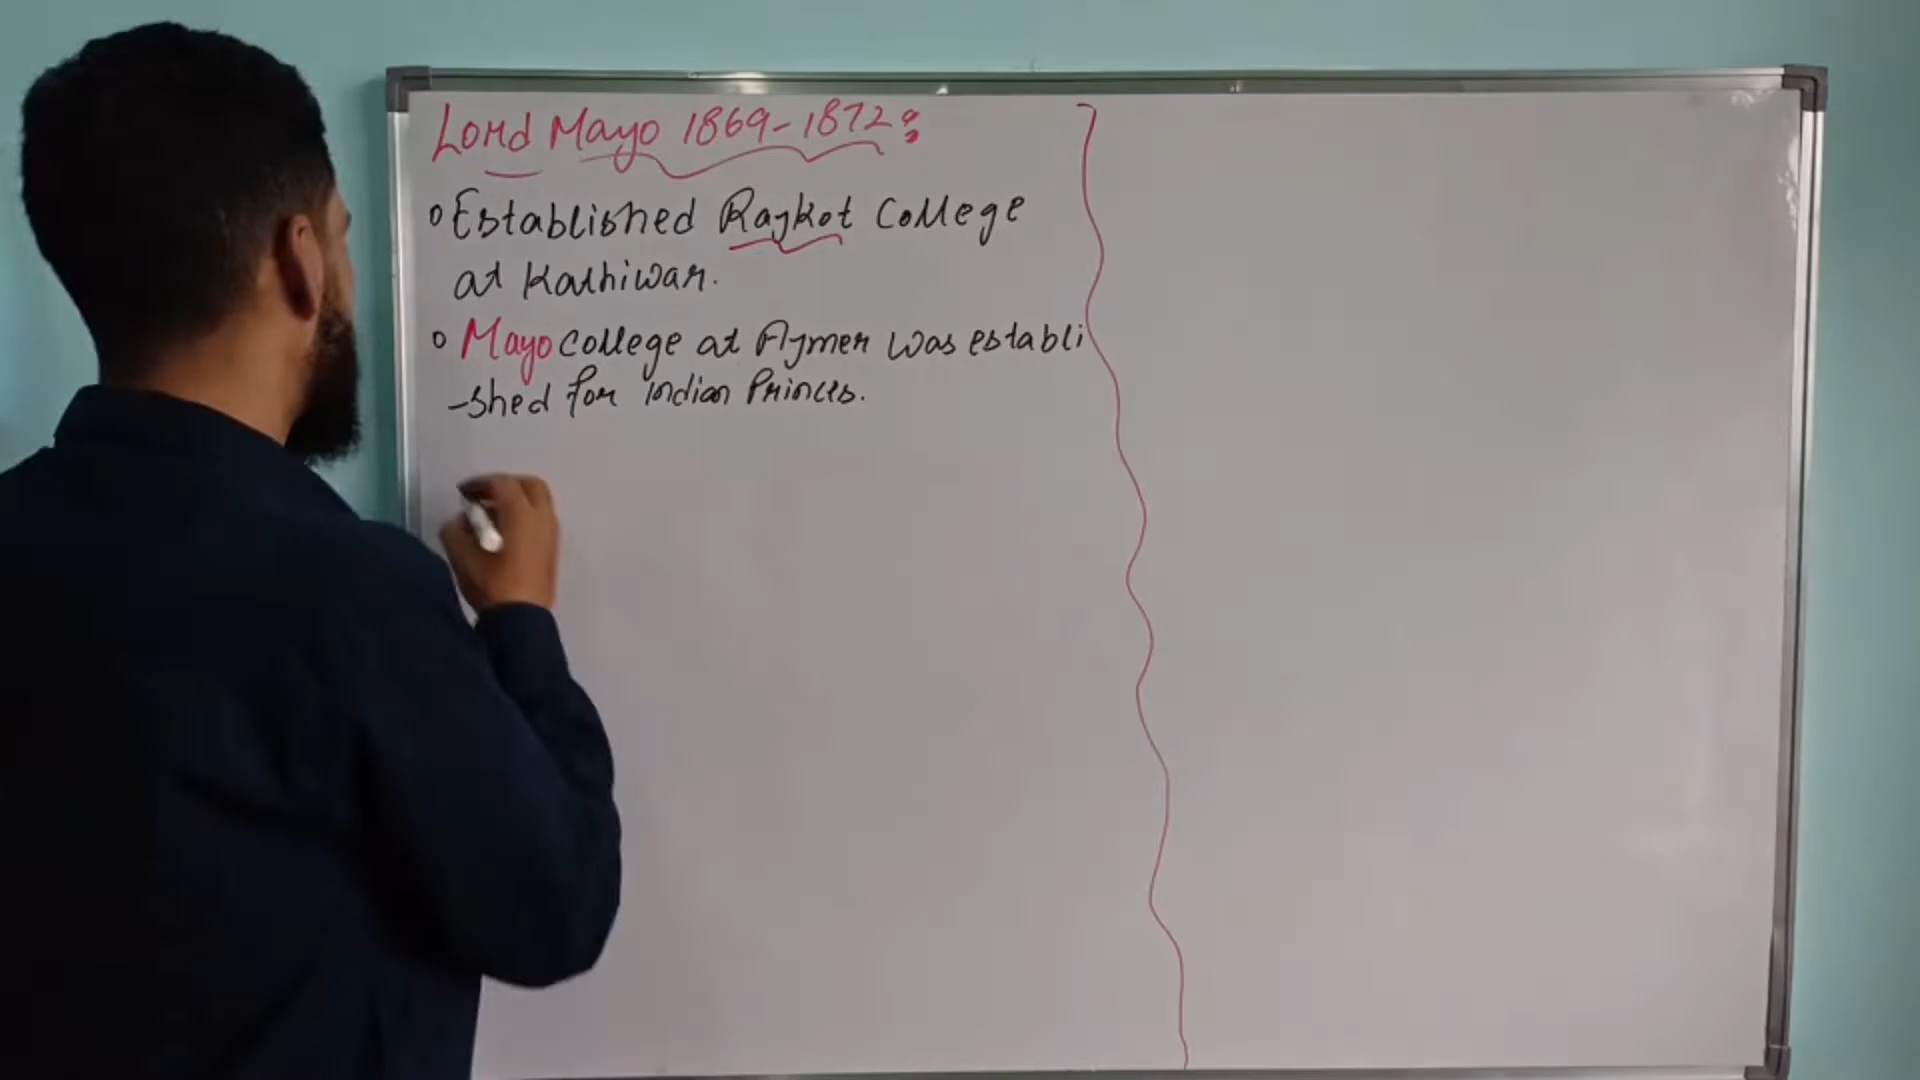 Lord Mayo 1869-1872:
Established Rajkot College
at Kathiwar.
Mayo college at Ajmer was establi
-shed for Indian Princes.